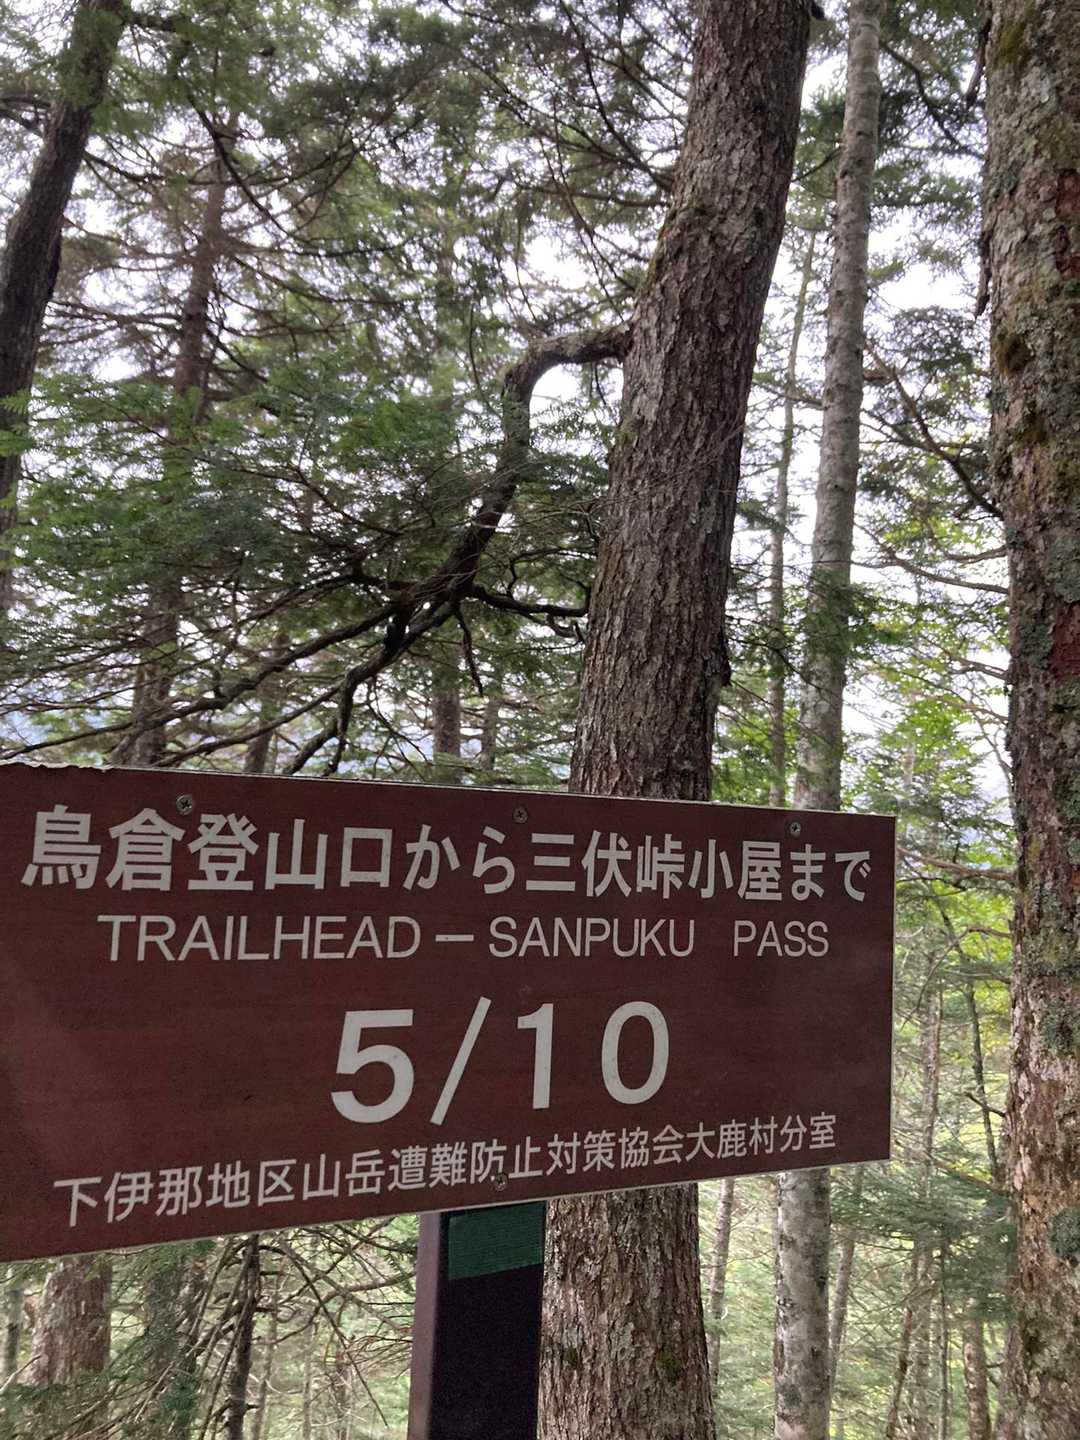 鳥倉登山口から三伏峠小屋まで
TRAILHEAD – SANPUKU PASS
5/10
下伊那地区山岳遭難防止対策協会大鹿村分室